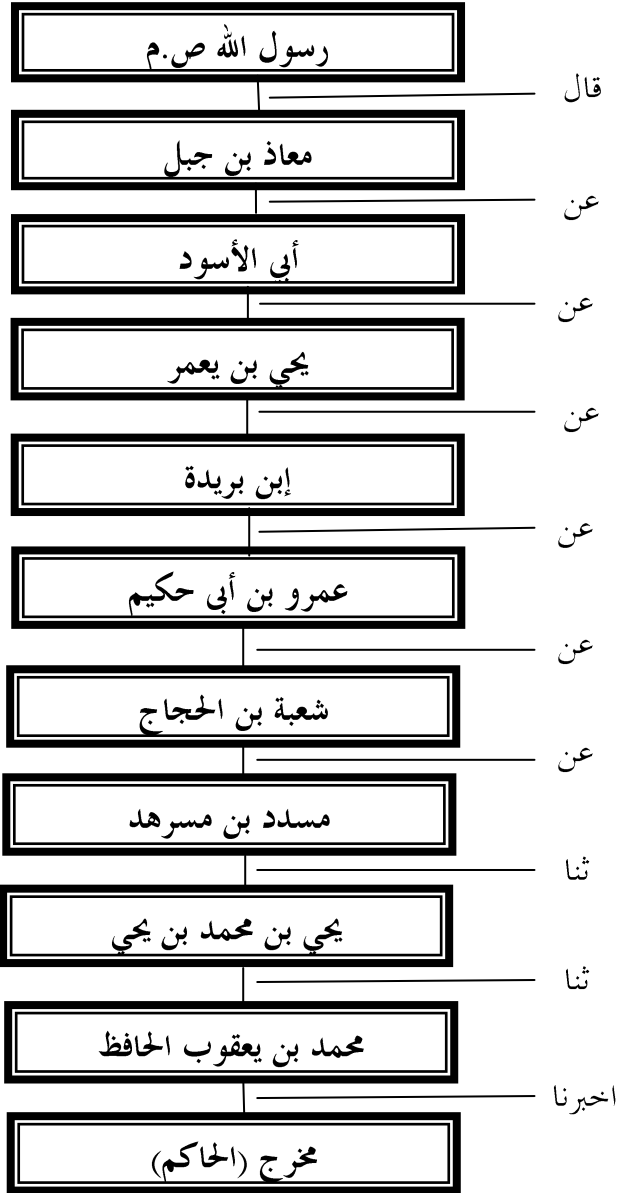 رسول الله ص.م
قال
معاذ بن جبل
عن
أبي الأسود
عن
يحي بن يعمر
عن
إبن بريدة
عن
عمرو بن أبى حكيم
عن
شعبة بن الحجاج
عن
مسدد بن مسرهد
ثنا
يحي بن محمد بن يحي
ثنا
محمد بن يعقوب الحافظ
اخبرنا
مخرج (الحاكم)